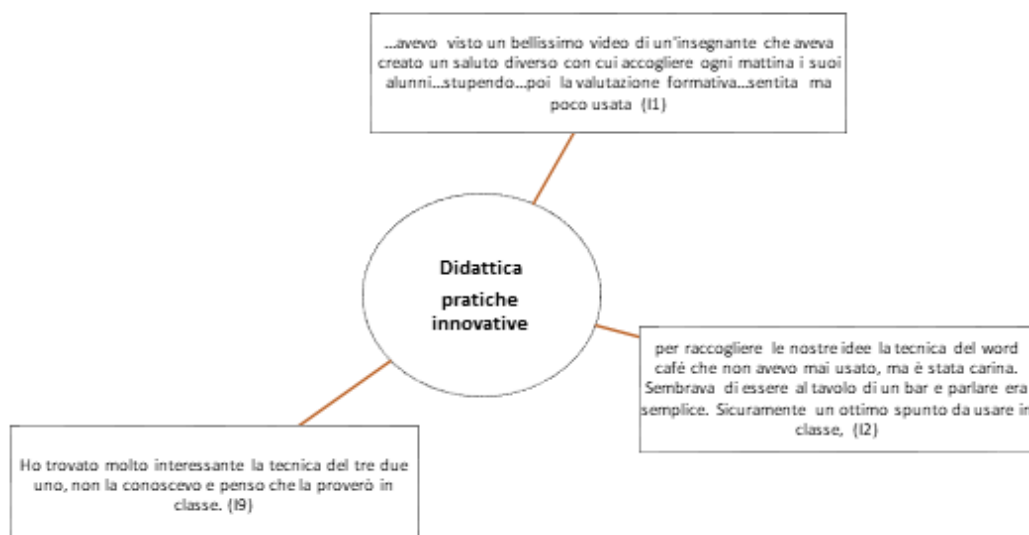 ...avevo visto un bellissimo video di un'insegnante che aveva
creato un saluto diverso con cui accogliere ogni mattina i suoi
alunni...stupendo...poi la valutazione formativa...sentita ma
poco usata (I1)
Didattica
pratiche
innovative
per raccogliere le nostre idee la tecnica del word
café che non avevo mai usato, ma è stata carina.
Sembrava di essere al tavolo di un bar e parlare era
semplice. Sicuramente un ottimo spunto da usare in
classe, (I2)
Ho trovato molto interessante la tecnica del tre due
uno, non la conoscevo e penso che la proverò in
classe. (I9)